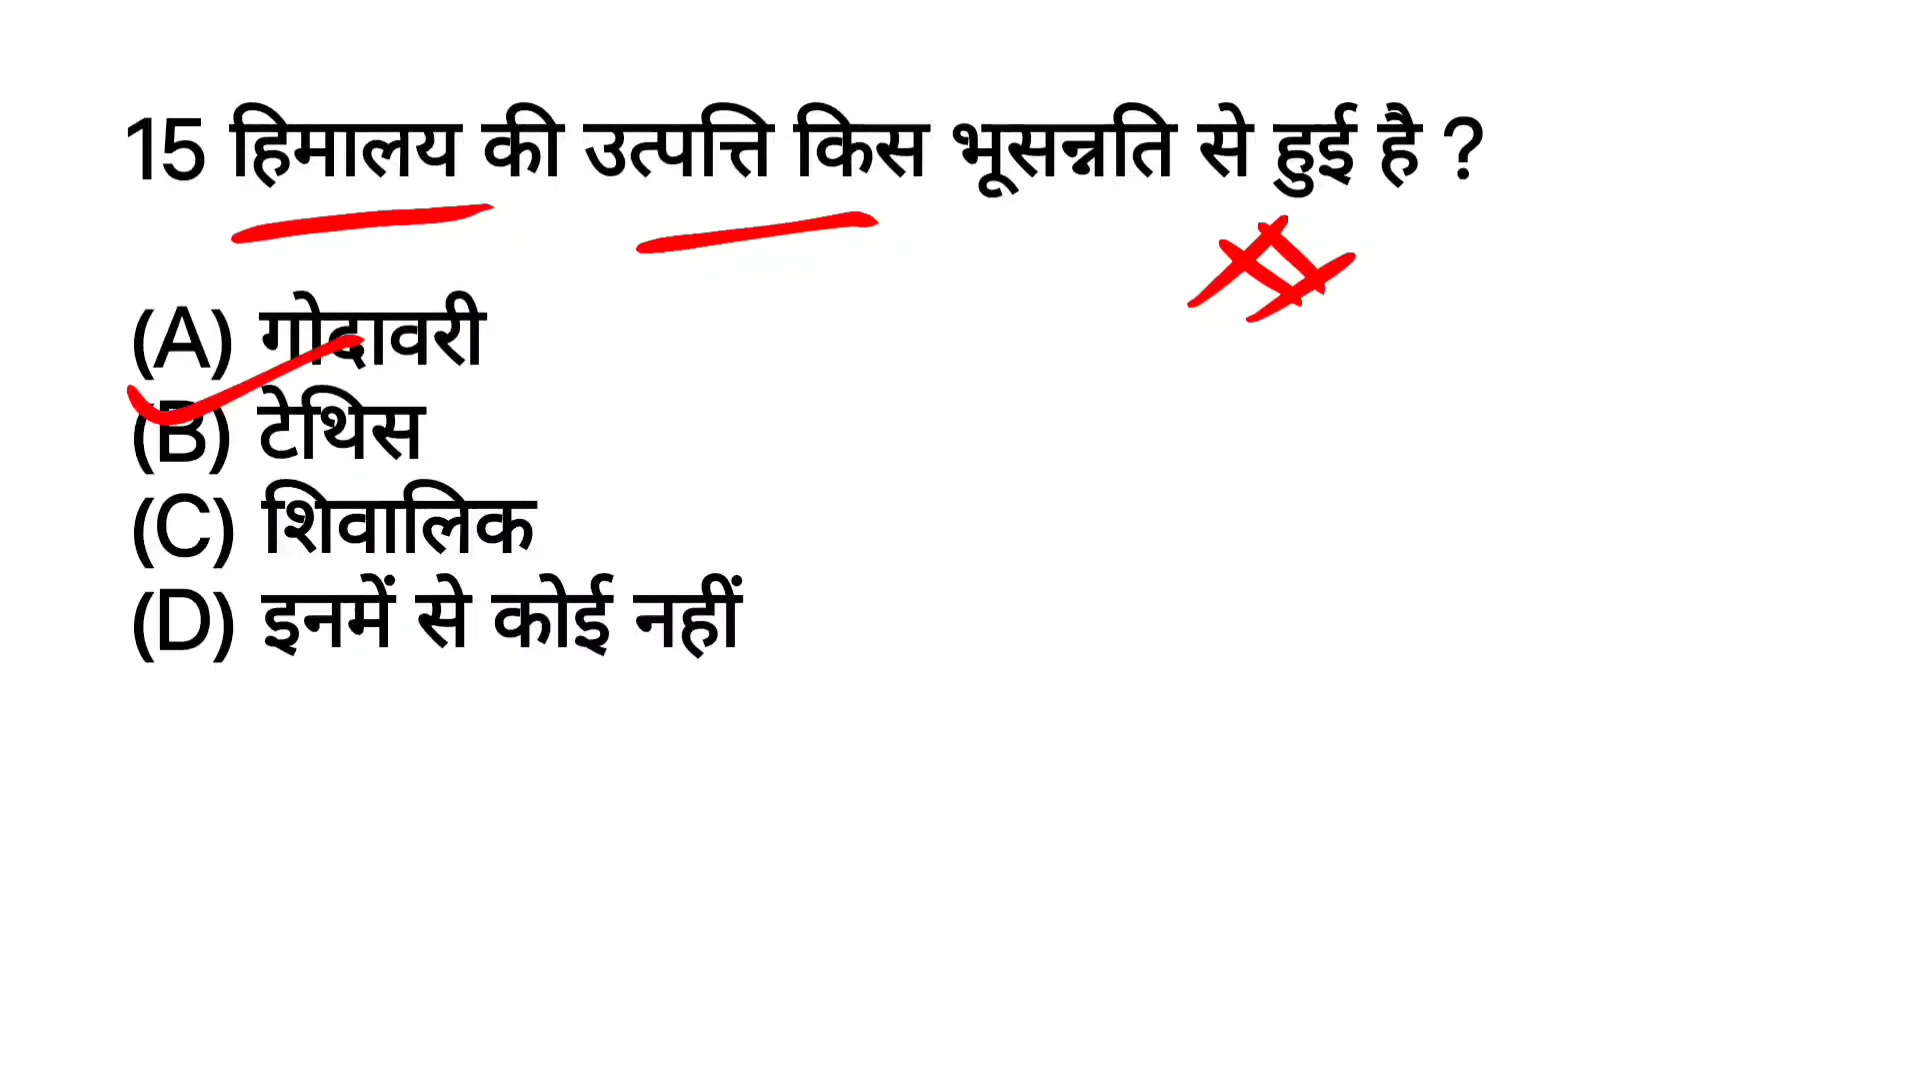 15 हिमालय की उत्पत्ति किस भूसन्नति से हुई है ?
(A) गोदावरी
(B) टेथिस
(C) शिवालिक
(D) इनमें से कोई नहीं